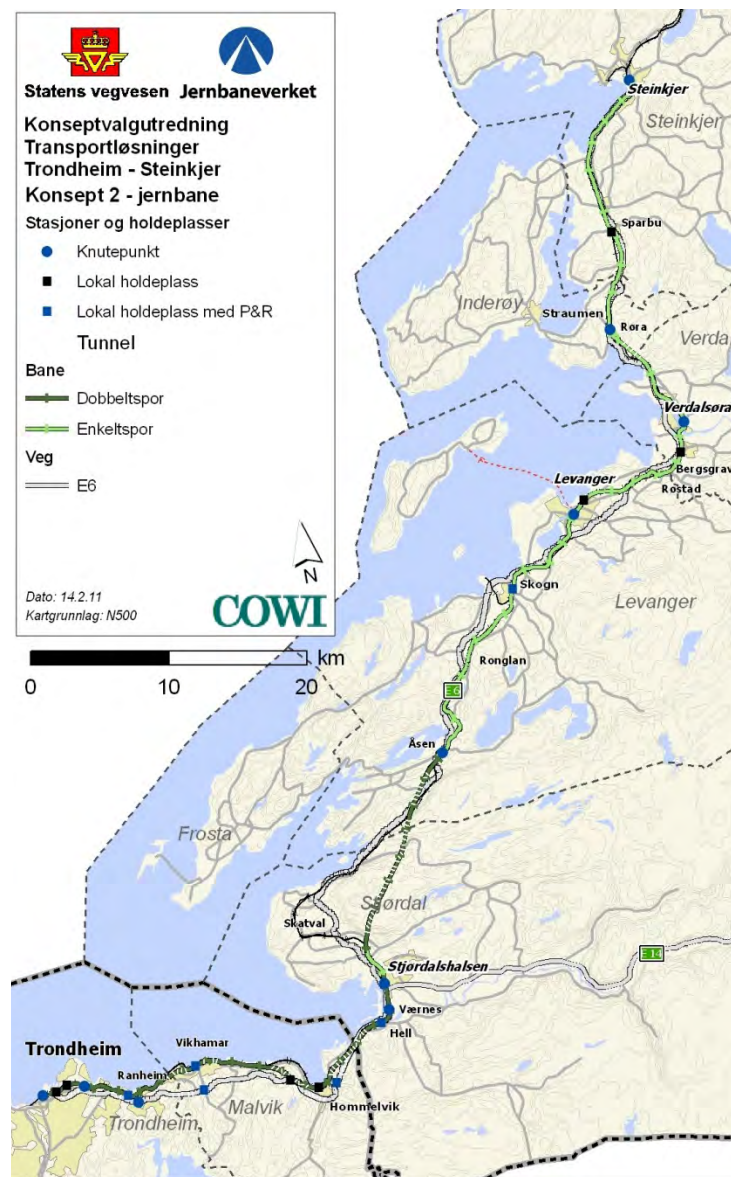 Statens vegvesen Jernbaneverket
Konseptvalgutredning
Transportløsninger
Trondheim - Steinkjer
Konsept 2 - jernbane
Stasjoner og holdeplasser
Knutepunkt
Lokal holdeplass
Lokal holdeplass med P&R
Tunnel
Bane
Dobbeltspor
Enkeltspor
Veg
E6
N
Dato: 14.2.11
Kartgrunnlag: N500
COWI
km
0 10 20
Steinkjer
Steinkjer
Sparbu
Inderøy
Straumen
Røra
Verda
Verdalsøra
Bergsgrav
Levanger
Rostad
Skogn
Levanger
Ronglan
E6
Åsen
Frosta
Stjørdal
Skatval
Stjørdalshalsen
E14
Værnes
Hell
Trondheim
Vikhamar
Ranheim
Malvik
Hommelvik
Trondheim